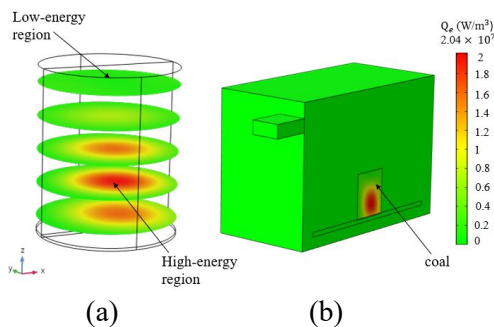 Low-energy
region
Qₑ (W/m³)
2.04 × 10⁷
2
1.8
1.6
1.4
1.2
1
0.8
0.6
0.4
0.2
0
High-energy
region
coal
z
y
x
(a)
(b)